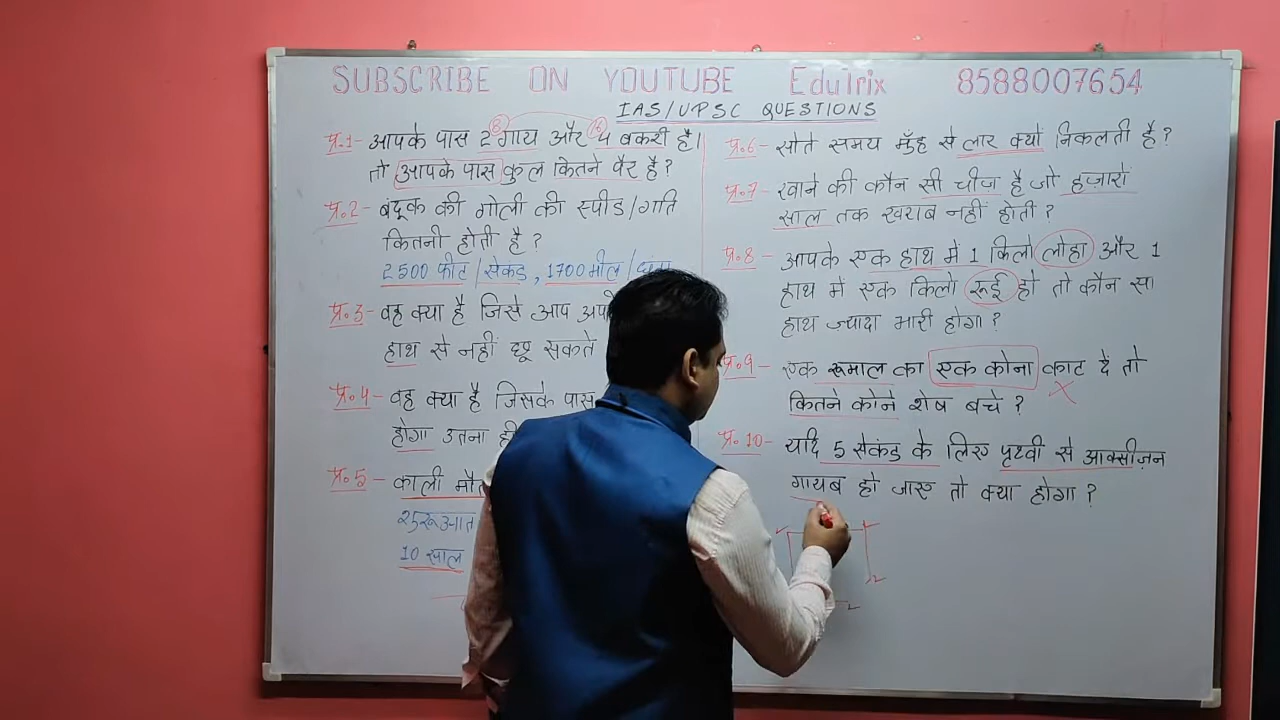 SUBSCRIBE ON YOUTUBE Edutrix 8588007654
IAS/UPSC QUESTIONS
प्र.1- आपके पास 2 गाय और 4 बकरी है।
तो आपके पास कुल कितने पैर है?
प्र.2- बंदूक की गोली की स्पीड/गति
कितनी होती है?
2500 फीट/सेकंड, 1700 मील/घंटा
प्र.3- वह क्या है जिसे आप
हाथ से नहीं छू सकते
प्र.4- वह क्या है जिसके पास
होगा उतना ही
प्र.5- काली मौत
10 साल
प्र.6- सोते समय मुँह से लार क्यों निकलती है?
प्र.7- खाने की कौन सी चीज है जो हज़ारों
साल तक खराब नहीं होती?
प्र.8- आपके एक हाथ में 1 किलो लोहा और 1
हाथ में एक किलो रूई हो तो कौन सा
हाथ ज्यादा भारी होगा?
प्र.9- एक रूमाल का एक कोना काट दें तो
कितने कोने शेष बचे?
प्र.10- यदि 5 सेकंड के लिए पृथ्वी से आक्सीज़न
गायब हो जाए तो क्या होगा?